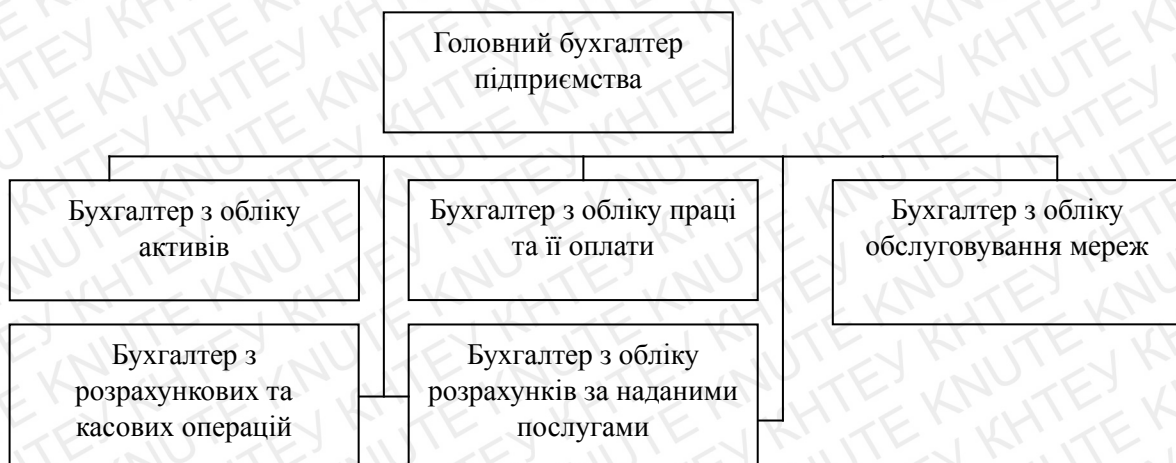 Головний бухгалтер
підприємства
Бухгалтер з обліку
активів
Бухгалтер з обліку праці
та її оплати
Бухгалтер з обліку
обслуговування мереж
Бухгалтер з
розрахункових та
касових операцій
Бухгалтер з обліку
розрахунків за наданими
послугами